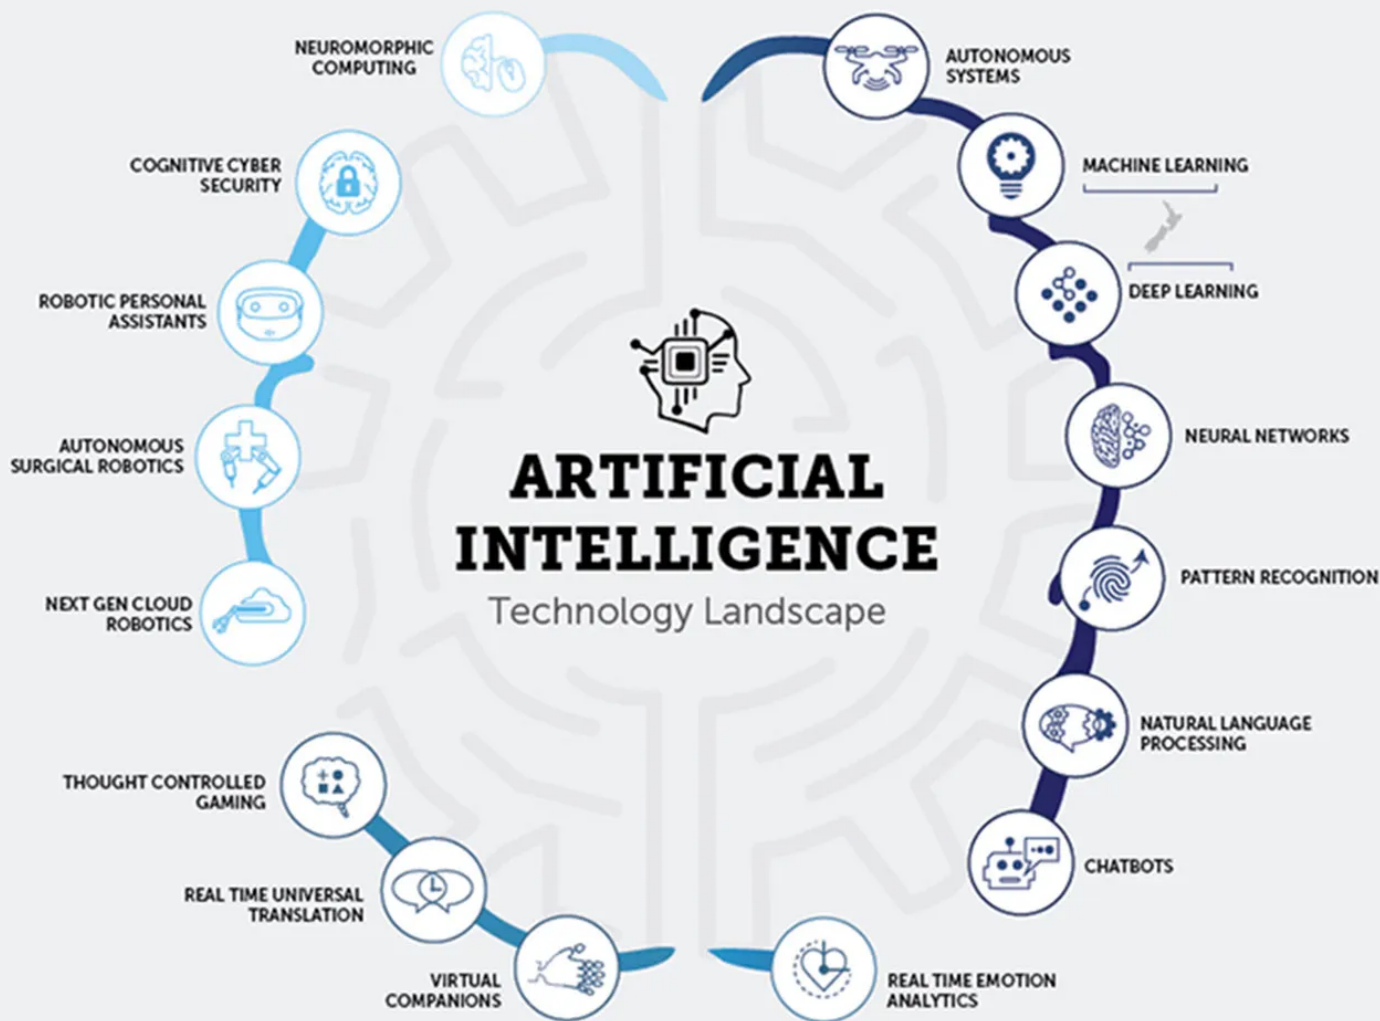 NEUROMORPHIC
COMPUTING
AUTONOMOUS
SYSTEMS
COGNITIVE CYBER
SECURITY
MACHINE LEARNING
ROBOTIC PERSONAL
ASSISTANTS
DEEP LEARNING
AUTONOMOUS
SURGICAL ROBOTICS
NEURAL NETWORKS
ARTIFICIAL
INTELLIGENCE
Technology Landscape
NEXT GEN CLOUD
ROBOTICS
PATTERN RECOGNITION
NATURAL LANGUAGE
PROCESSING
THOUGHT CONTROLLED
GAMING
CHATBOTS
REAL TIME UNIVERSAL
TRANSLATION
VIRTUAL
COMPANIONS
REAL TIME EMOTION
ANALYTICS